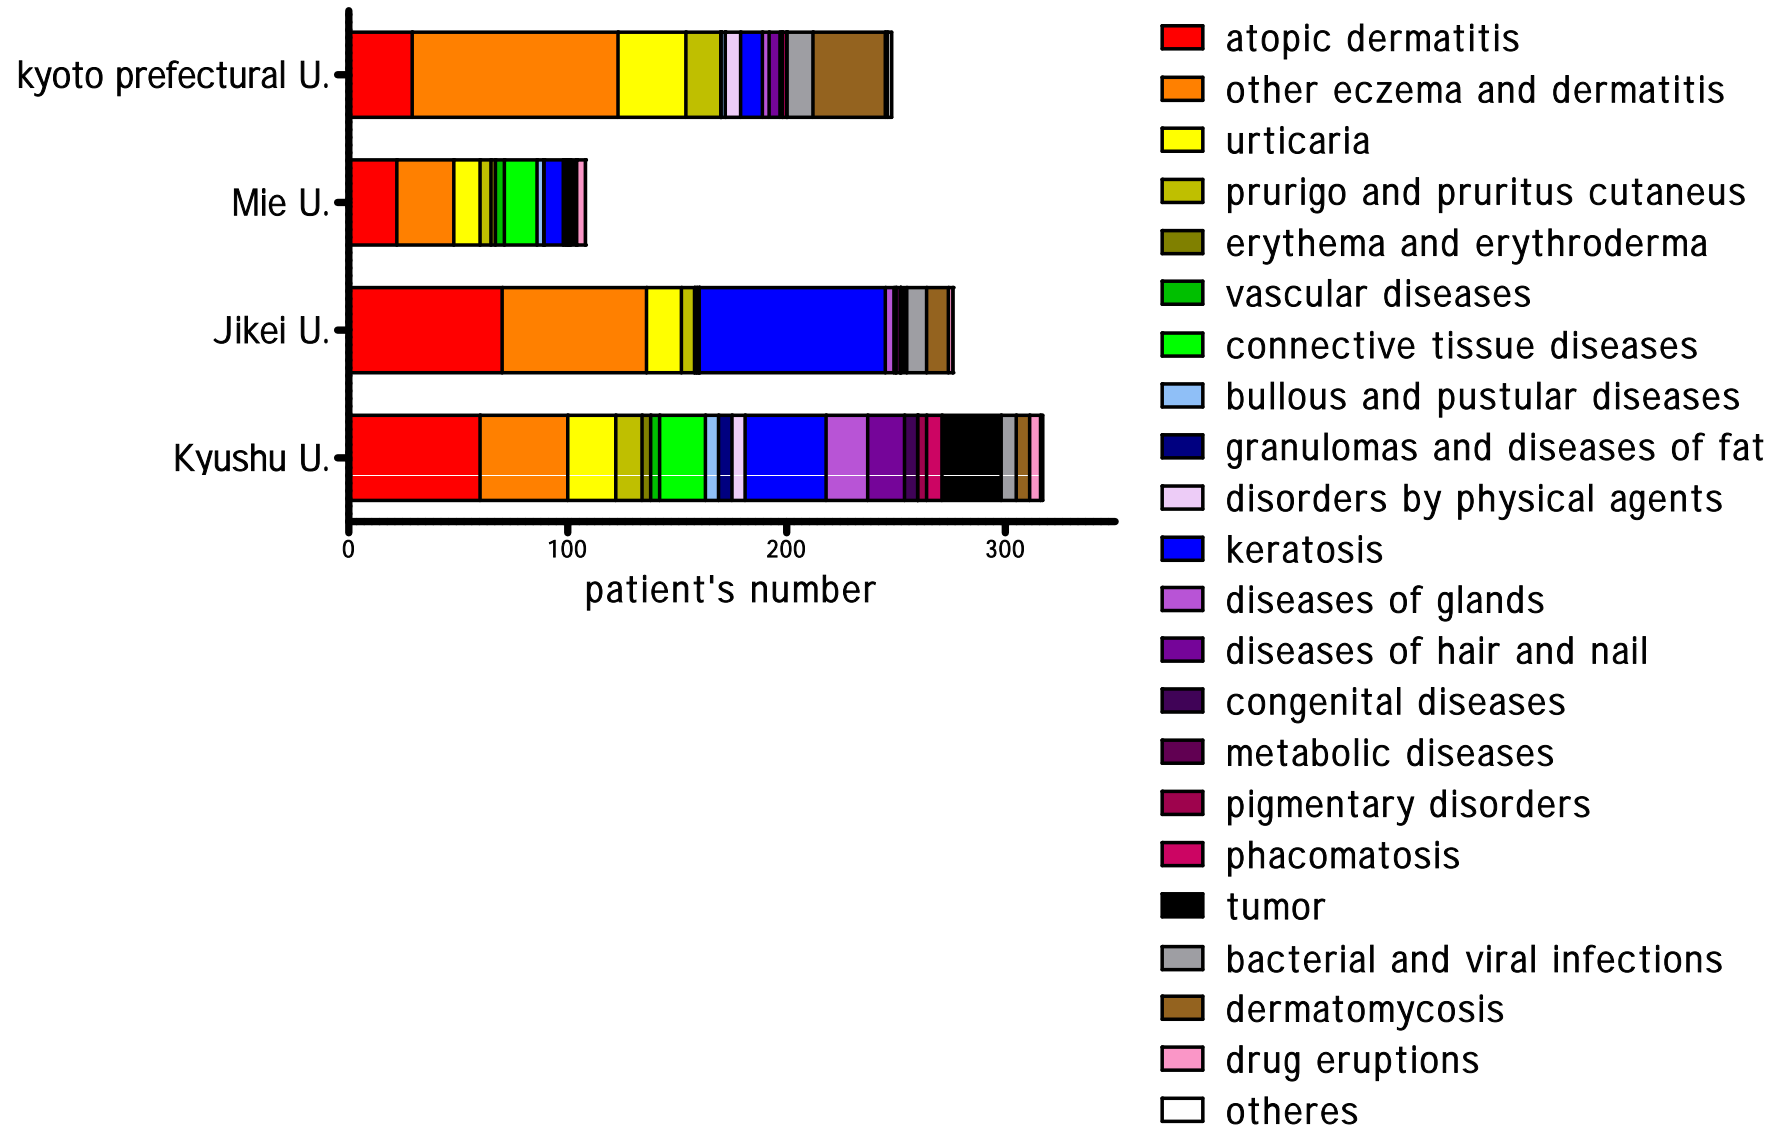 kyoto prefectural U.
Mie U.
Jikei U.
Kyushu U.
0 100 200 300
patient's number
atopic dermatitis
other eczema and dermatitis
urticaria
prurigo and pruritus cutaneus
erythema and erythroderma
vascular diseases
connective tissue diseases
bullous and pustular diseases
granulomas and diseases of fat
disorders by physical agents
keratosis
diseases of glands
diseases of hair and nail
congenital diseases
metabolic diseases
pigmentary disorders
phacomatosis
tumor
bacterial and viral infections
dermatomycosis
drug eruptions
otheres